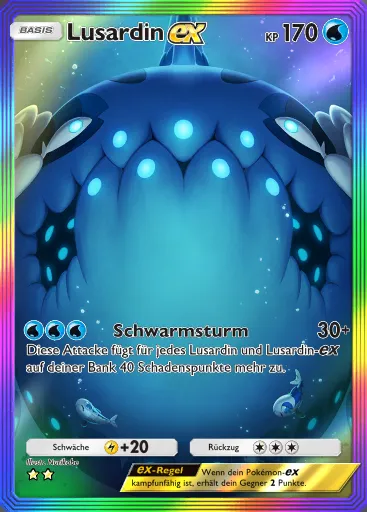 BASIS Lusardin ex KP 170
Schwarmsturm 30+
Diese Attacke fügt für jedes Lusardin und Lusardin-ex
auf deiner Bank 40 Schadenspunkte mehr zu.
Schwäche +20 Rückzug
Illustr.
ex-Regel Wenn dein Pokémon-ex
kampfunfähig ist, erhält dein Gegner 2 Punkte.